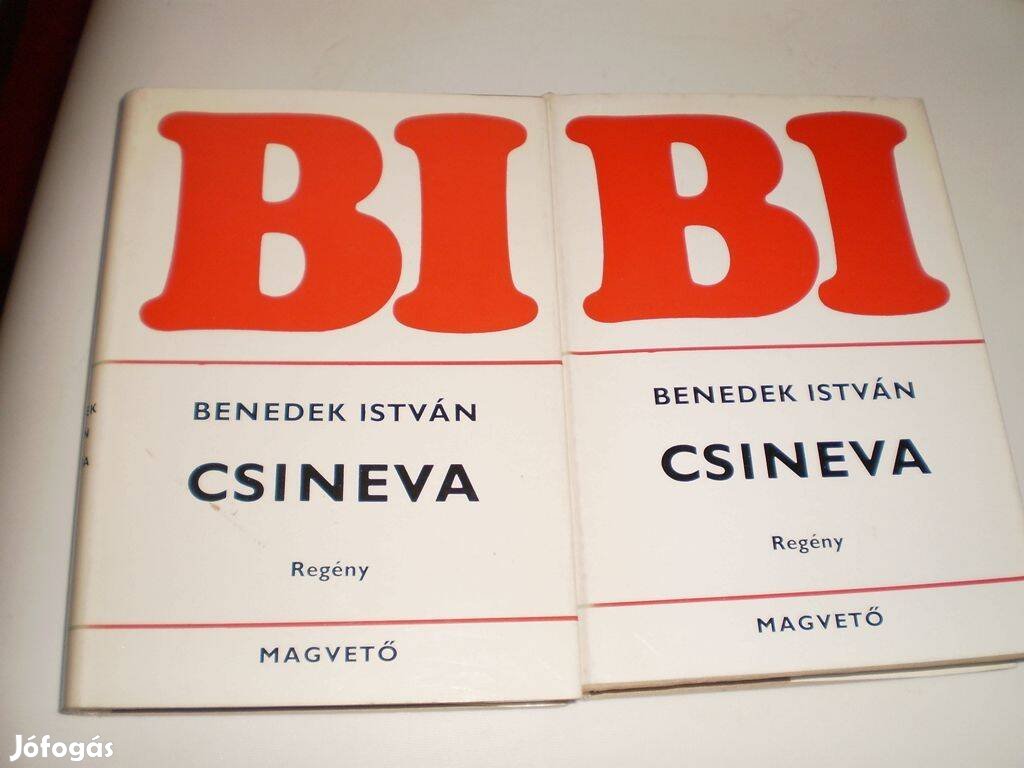 BI
BENEDEK ISTVÁN
CSINEVA
Regény
MAGVETŐ
BI
BENEDEK ISTVÁN
CSINEVA
Regény
MAGVETŐ
Jófogás